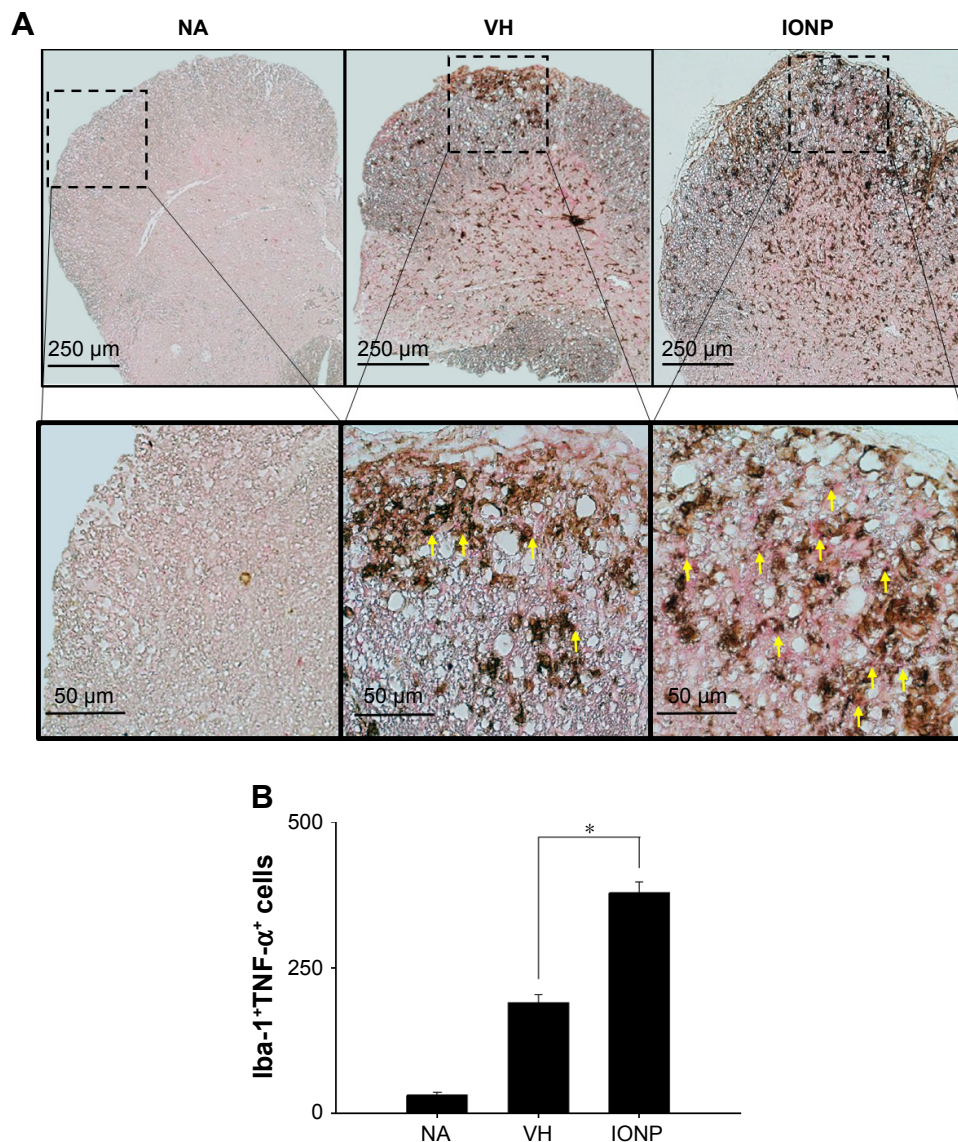 A
NA VH IONP
250 µm 250 µm 250 µm
50 µm 50 µm 50 µm
B
500
250
0
Iba-1⁺TNF-α⁺ cells
*
NA VH IONP